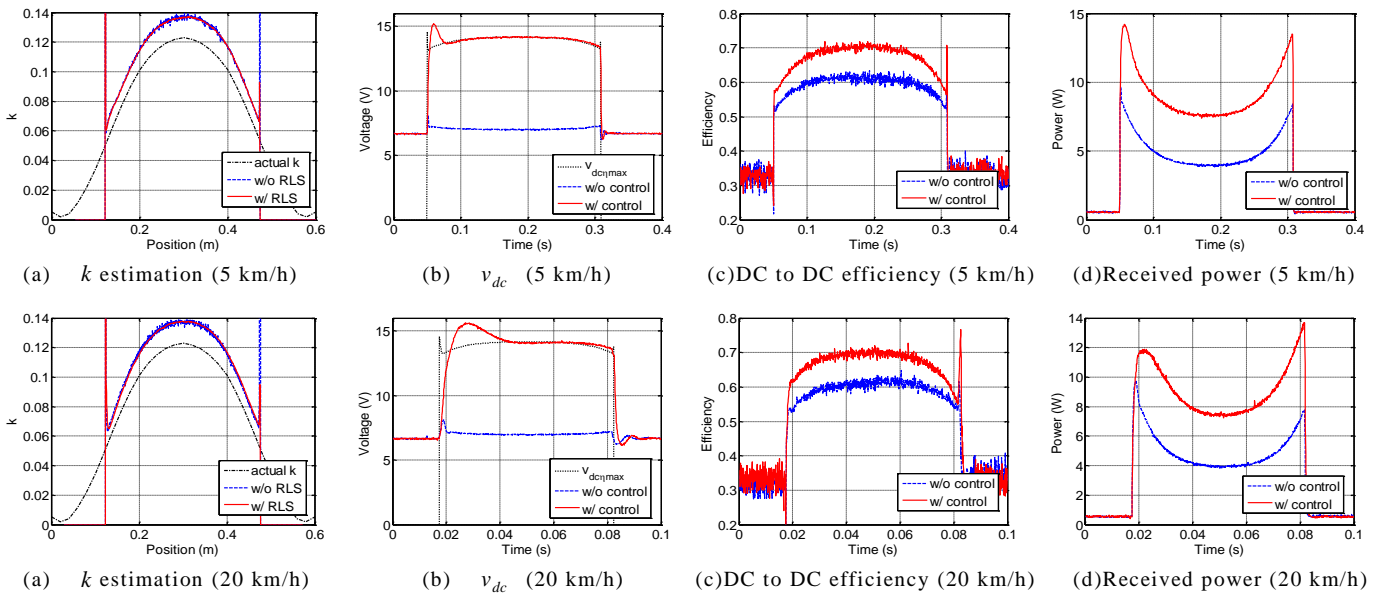 0.14
0.12
0.1
0.08
0.06
0.04
0.02
0
k
0 0.2 0.4 0.6
Position (m)
actual k
w/o RLS
w/ RLS
(a) k estimation (5 km/h)
15
10
5
0
Voltage (V)
0 0.1 0.2 0.3 0.4
Time (s)
v_dcηmax
w/o control
w/ control
(b) v_dc (5 km/h)
0.8
0.7
0.6
0.5
0.4
0.3
0.2
Efficiency
0 0.1 0.2 0.3 0.4
Time (s)
w/o control
w/ control
(c)DC to DC efficiency (5 km/h)
15
10
5
0
Power (W)
0 0.1 0.2 0.3 0.4
Time (s)
w/o control
w/ control
(d)Received power (5 km/h)
0.14
0.12
0.1
0.08
0.06
0.04
0.02
0
k
0 0.2 0.4 0.6
Position (m)
actual k
w/o RLS
w/ RLS
(a) k estimation (20 km/h)
15
10
5
0
Voltage (V)
0 0.02 0.04 0.06 0.08 0.1
Time (s)
v_dcηmax
w/o control
w/ control
(b) v_dc (20 km/h)
0.8
0.7
0.6
0.5
0.4
0.3
0.2
Efficiency
0 0.02 0.04 0.06 0.08 0.1
Time (s)
w/o control
w/ control
(c)DC to DC efficiency (20 km/h)
14
12
10
8
6
4
2
0
Power (W)
0 0.02 0.04 0.06 0.08 0.1
Time (s)
w/o control
w/ control
(d)Received power (20 km/h)